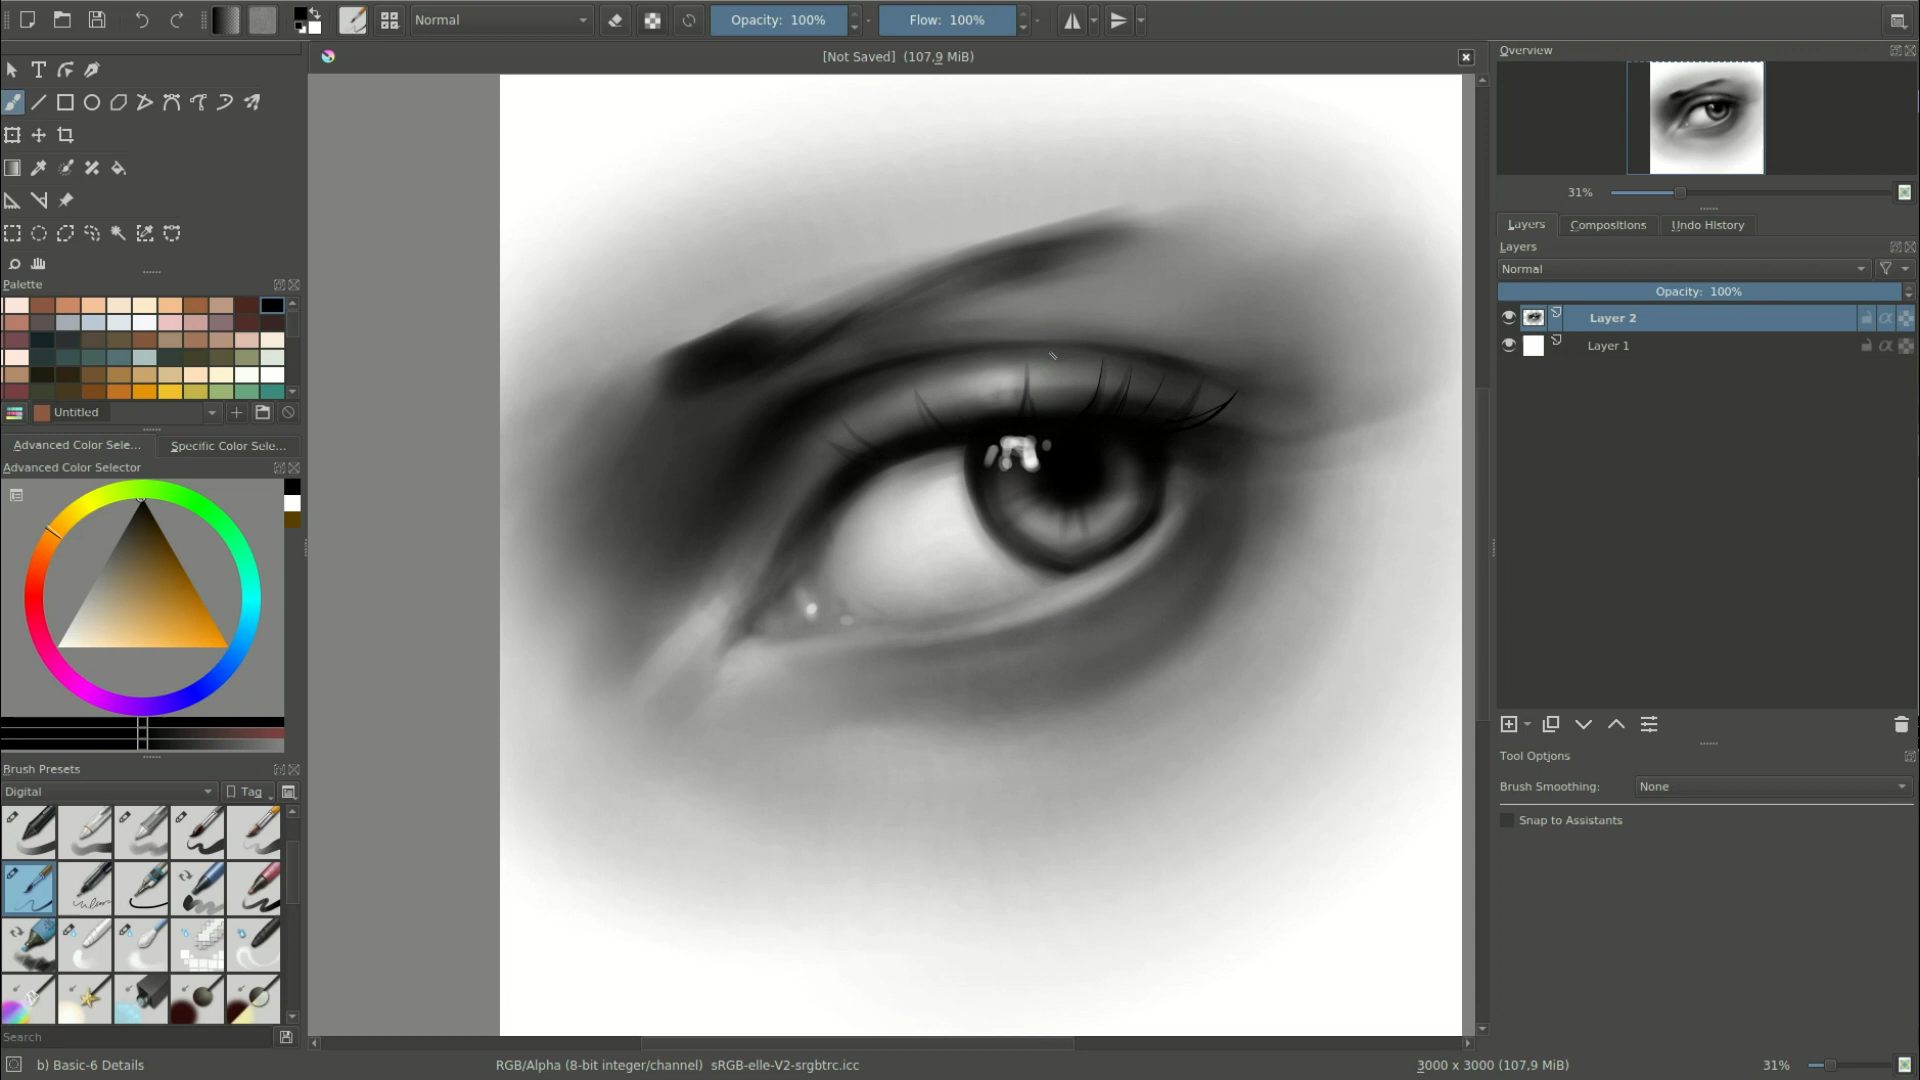 Normal
Opacity: 100%
Flow: 100%
[Not Saved] (107,9 MiB)
Overview
31%
Layers
Compositions
Undo History
Layers
Normal
Opacity: 100%
Layer 2
Layer 1
Tool Options
Brush Smoothing:
None
Snap to Assistants
Palette
Untitled
Advanced Color Sele...
Specific Color Sele...
Advanced Color Selector
Brush Presets
Digital
Tag
Search
b) Basic-6 Details
RGB/Alpha (8-bit integer/channel) sRGB-elle-V2-srgbtrc.icc
3000 x 3000 (107,9 MiB)
31%